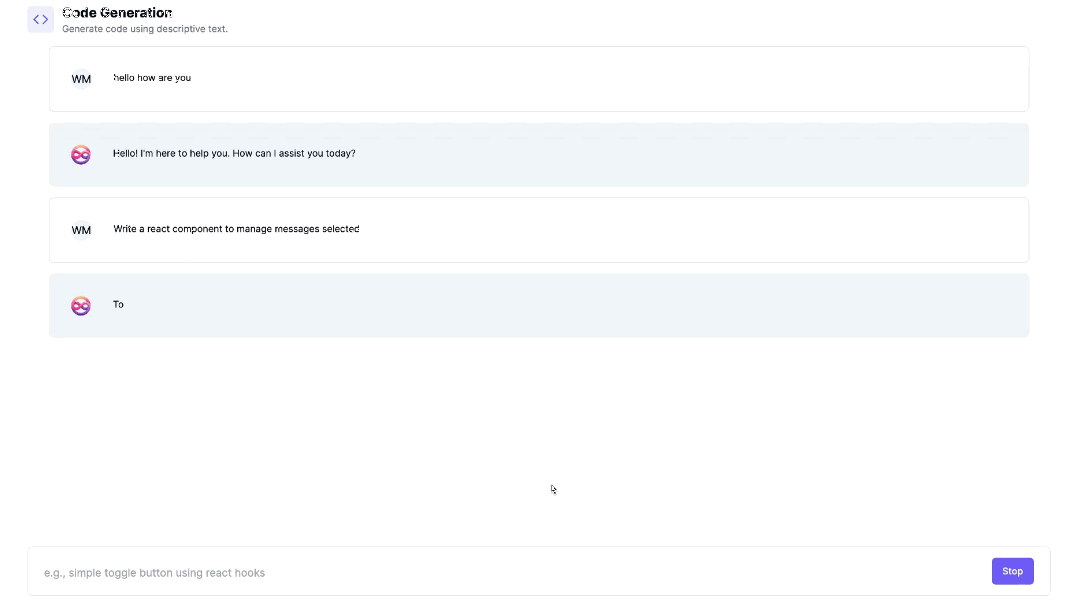 Code Generation
Generate code using descriptive text.
WM
hello how are you
Hello! I'm here to help you. How can I assist you today?
WM
Write a react component to manage messages selected
To
e.g., simple toggle button using react hooks
Stop